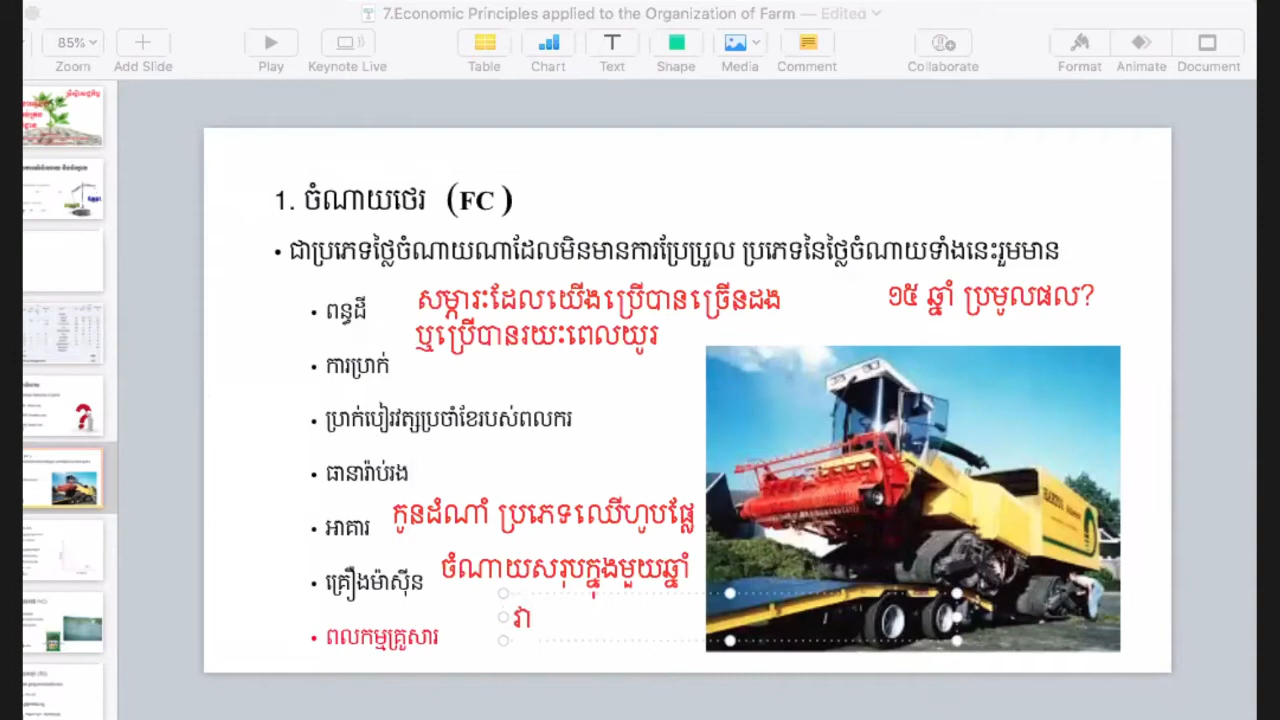 7.Economic Principles applied to the Organization of Farm — Edited
85%
Zoom
Add Slide
Play
Keynote Live
Table
Chart
Text
Shape
Media
Comment
Collaborate
Format
Animate
Document
1. ចំណាយថេរ (FC)
• ជាប្រភេទថ្លៃចំណាយណាដែលមិនមានការប្រែប្រួល ប្រភេទនៃថ្លៃចំណាយទាំងនេះរួមមាន
• ពន្ធដី
សម្ភារៈដែលយើងប្រើបានច្រើនដង
ឬប្រើបានរយៈពេលយូរ
១៥ ឆ្នាំ ប្រមូលផល?
• ការប្រាក់
• ប្រាក់បៀរវត្សប្រចាំខែរបស់ពលករ
• ធានារ៉ាប់រង
• អាគារ
កូនដំណាំ ប្រភេទឈើហូបផ្លែ
• គ្រឿងម៉ាស៊ីន
ចំណាយសរុបក្នុងមួយឆ្នាំ
វា
• ពលកម្មគ្រួសារ